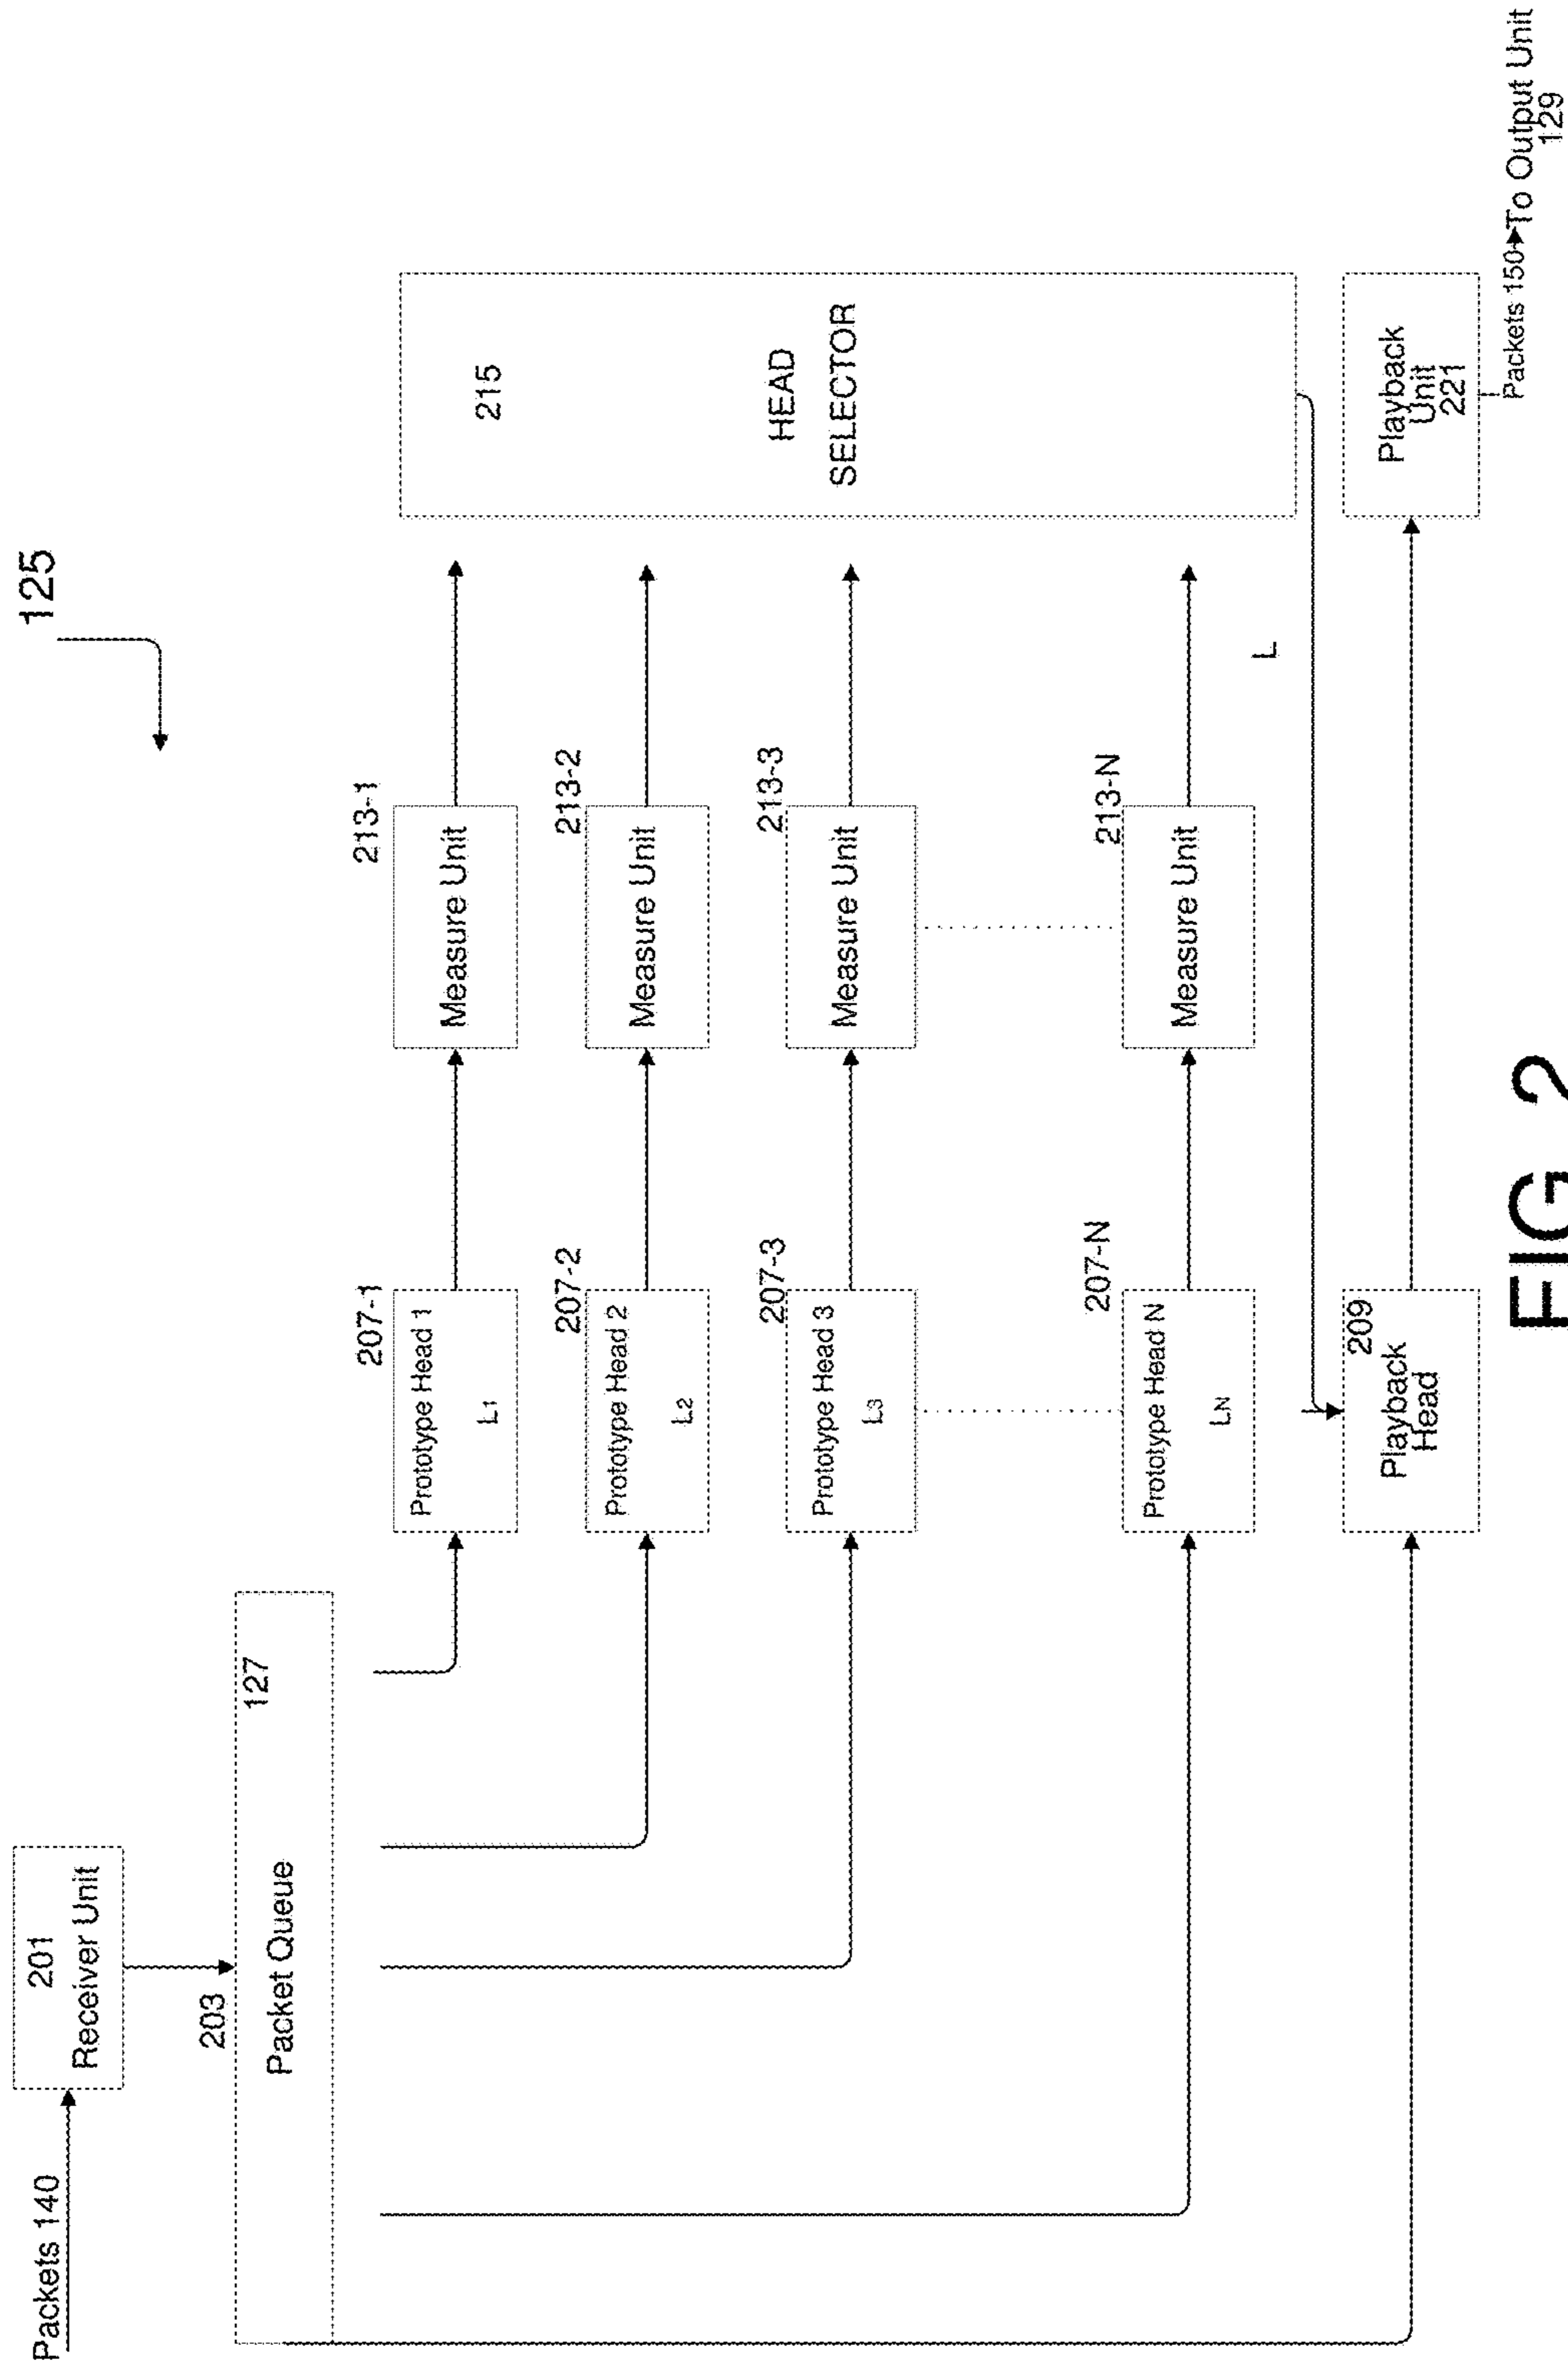 125
Packets 140
201
Receiver Unit
203
127
Packet Queue
207-1
Prototype Head 1
L1
213-1
Measure Unit
207-2
Prototype Head 2
L2
213-2
Measure Unit
207-3
Prototype Head 3
L3
213-3
Measure Unit
207-N
Prototype Head N
LN
213-N
Measure Unit
215
HEAD
SELECTOR
L
209
Playback
Head
Playback
Unit
221
Packets 150
To Output Unit
129
FIG 2